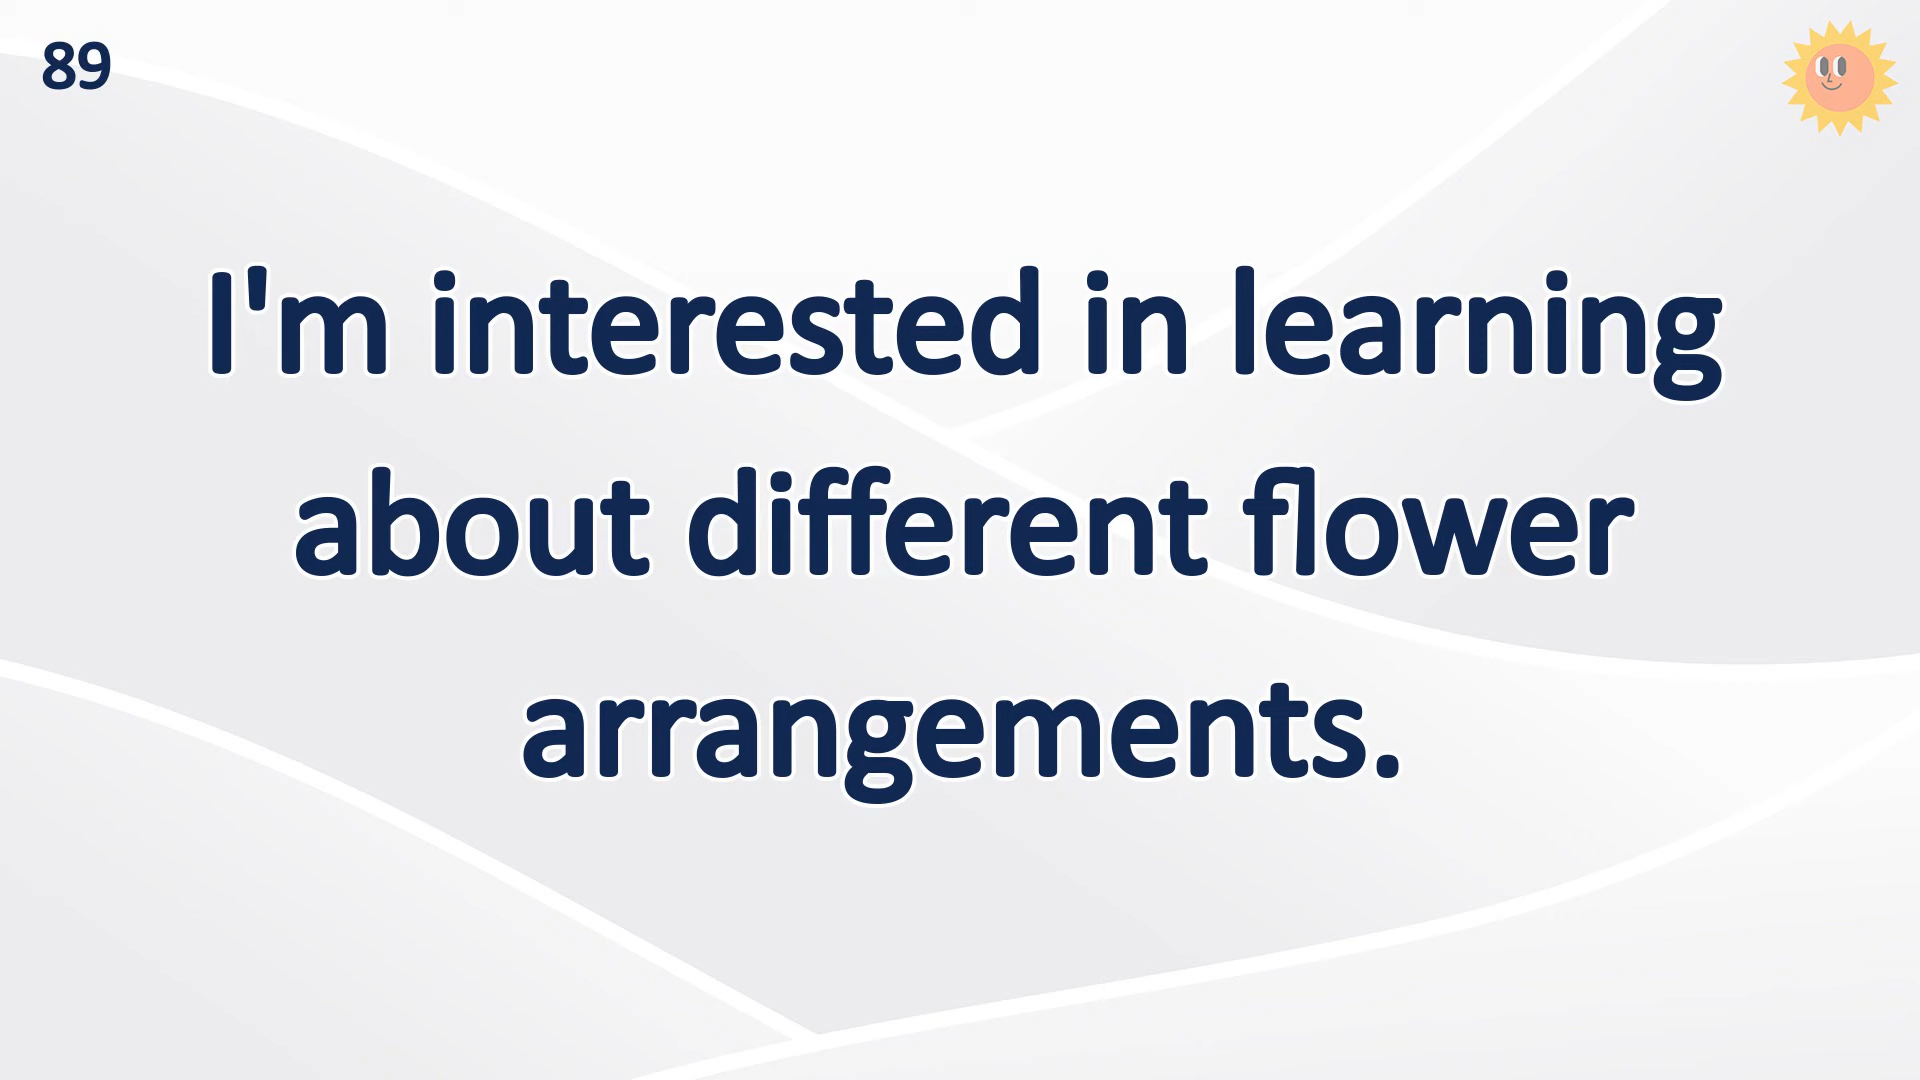 89
I'm interested in learning
about different flower
arrangements.